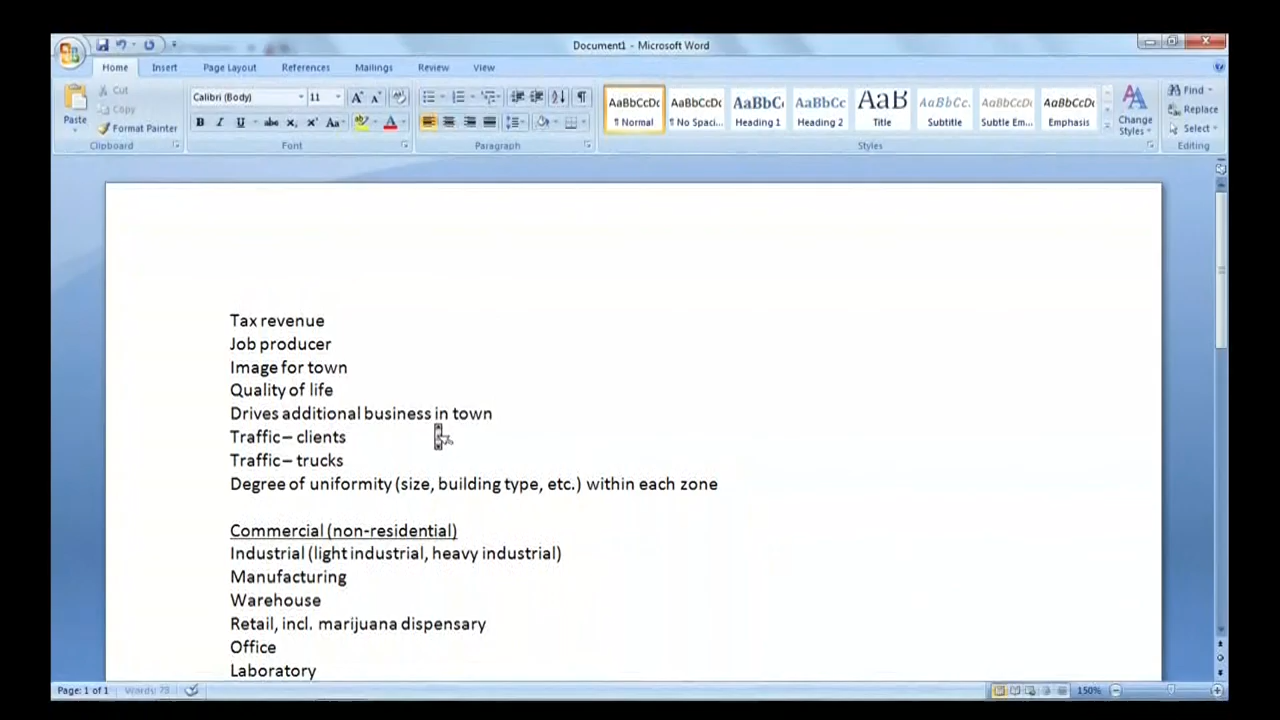 Document1 - Microsoft Word
Home Insert Page Layout References Mailings Review View
Paste
Cut
Copy
Format Painter
Clipboard
Calibri (Body) 11
Font
Paragraph
AaBbCcDc AaBbCcDc AaBbC AaBbCc AaB AaBbCc. AaBbCcDc AaBbCcDc
¶ Normal ¶ No Spaci... Heading 1 Heading 2 Title Subtitle Subtle Em... Emphasis
Change Styles
Styles
Find
Replace
Select
Editing
Tax revenue
Job producer
Image for town
Quality of life
Drives additional business in town
Traffic – clients
Traffic – trucks
Degree of uniformity (size, building type, etc.) within each zone
Commercial (non-residential)
Industrial (light industrial, heavy industrial)
Manufacturing
Warehouse
Retail, incl. marijuana dispensary
Office
Laboratory
Page: 1 of 1 Words: 73 150%